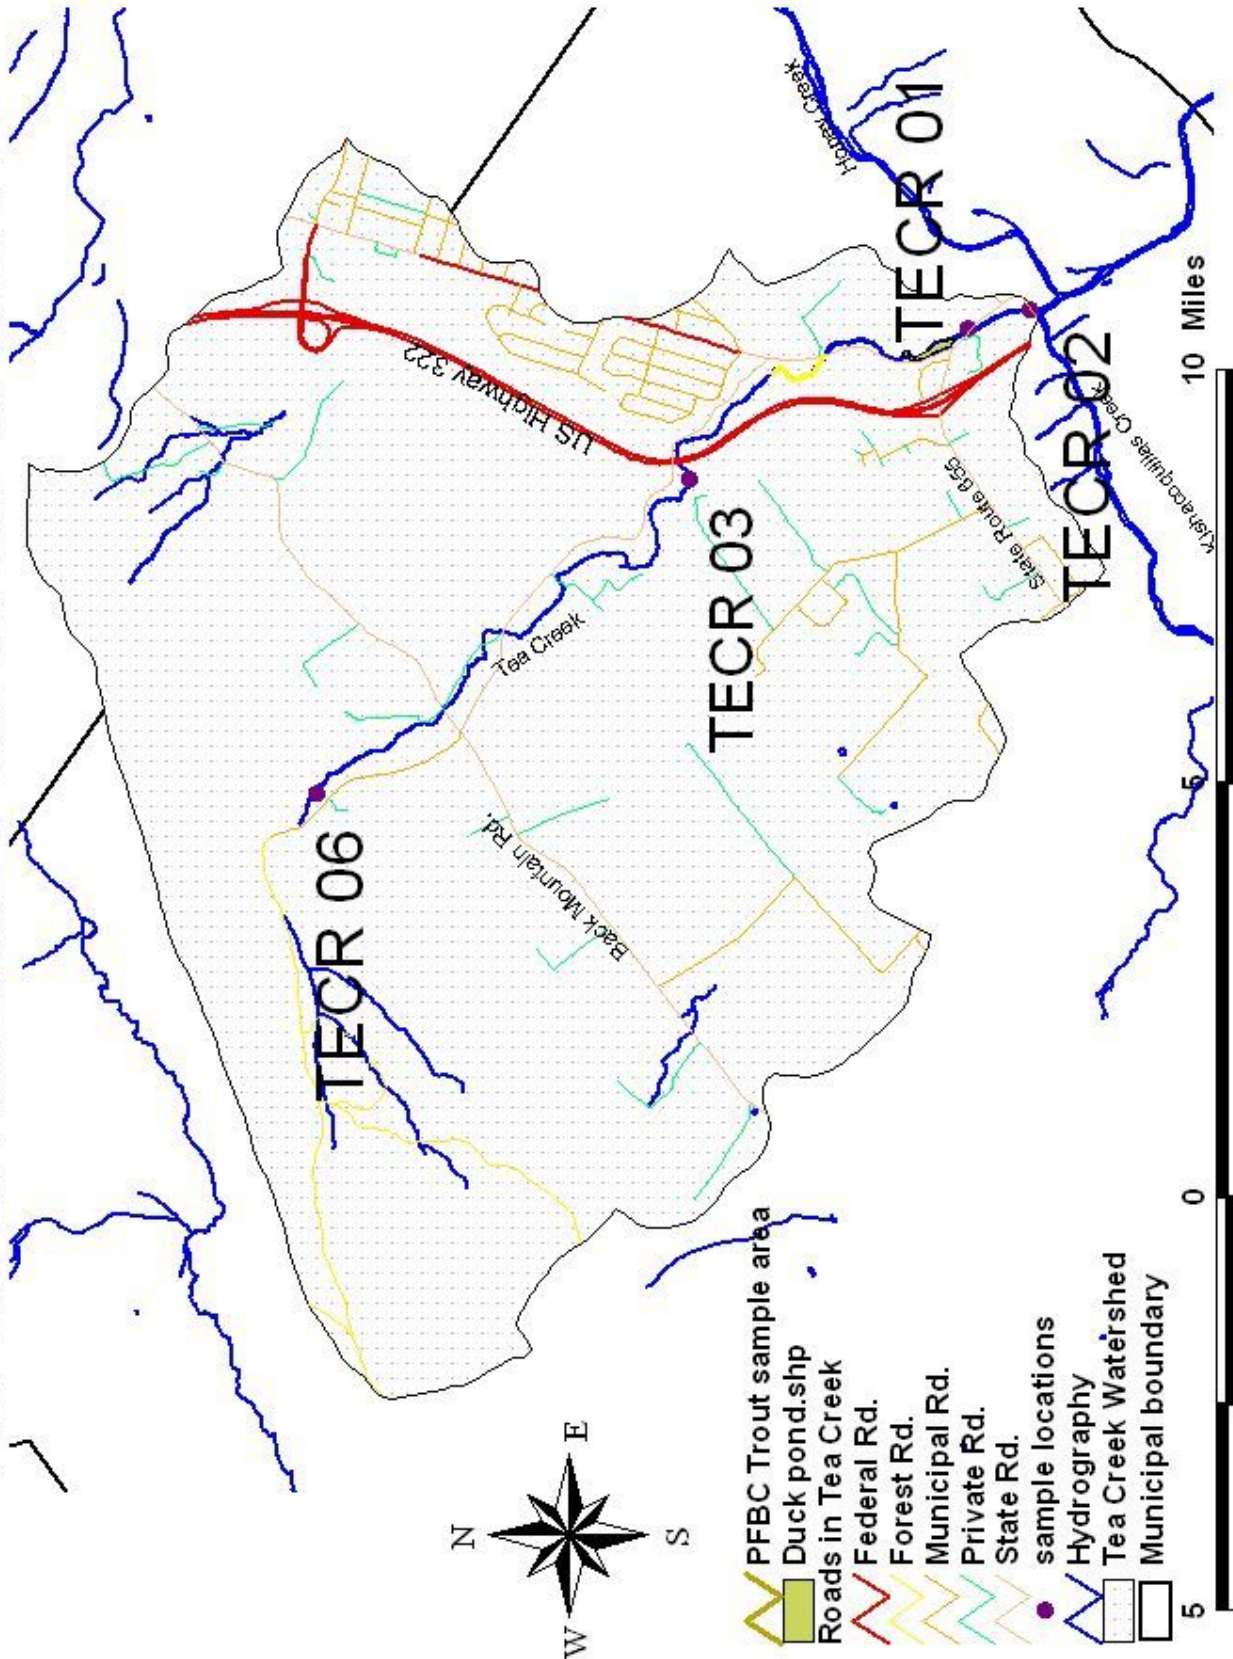 N
W
E
S
TECR 06
TECR 03
TECR 01
TECR 02
US Highway 322
Tea Creek
Back Mountain Rd.
State Route 655
Honey Creek
Kishacoquillas Creek
PFBC Trout sample area
Duck pond.shp
Roads in Tea Creek
Federal Rd.
Forest Rd.
Municipal Rd.
Private Rd.
State Rd.
sample locations
Hydrography
Tea Creek Watershed
Municipal boundary
5 0 5 10 Miles